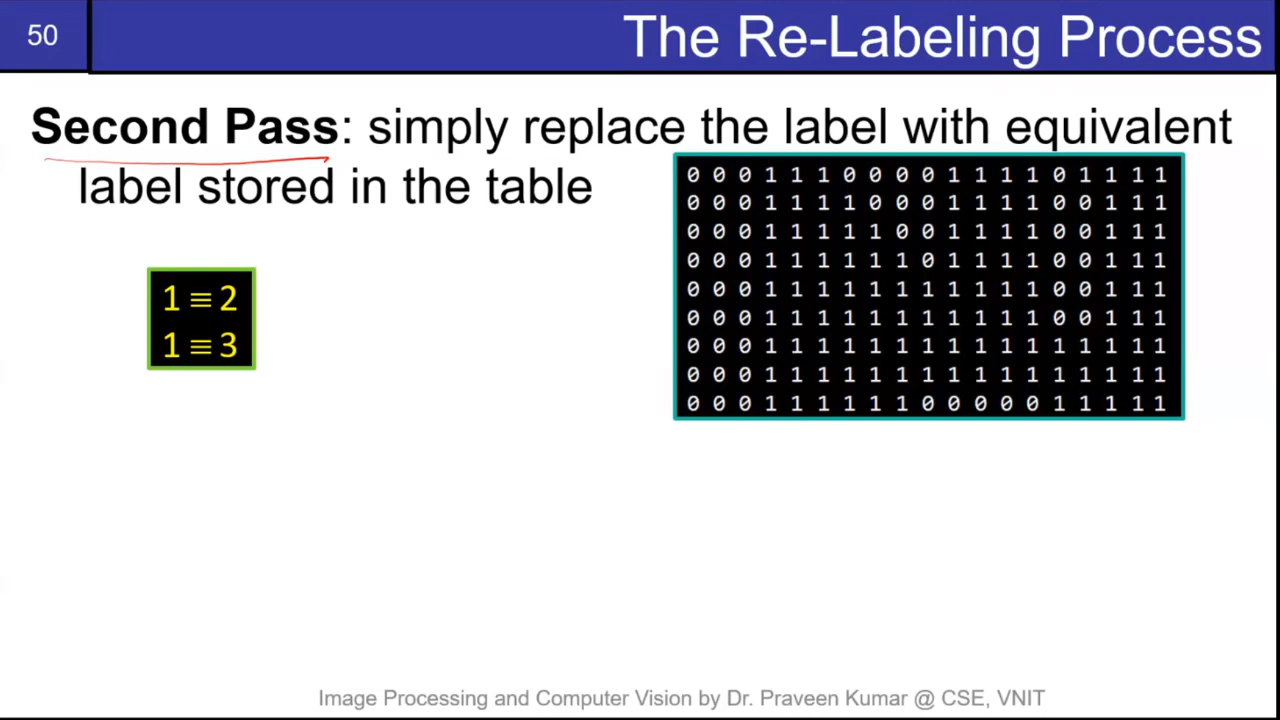 50
The Re-Labeling Process
Second Pass: simply replace the label with equivalent
label stored in the table
0 0 0 1 1 1 0 0 0 0 1 1 1 1 0 1 1 1 1
0 0 0 1 1 1 1 0 0 0 1 1 1 1 0 0 1 1 1
0 0 0 1 1 1 1 1 0 0 1 1 1 1 0 0 1 1 1
0 0 0 1 1 1 1 1 1 0 1 1 1 1 0 0 1 1 1
0 0 0 1 1 1 1 1 1 1 1 1 1 1 0 0 1 1 1
0 0 0 1 1 1 1 1 1 1 1 1 1 1 0 0 1 1 1
0 0 0 1 1 1 1 1 1 1 1 1 1 1 1 1 1 1 1
0 0 0 1 1 1 1 1 1 1 1 1 1 1 1 1 1 1 1
0 0 0 1 1 1 1 1 1 0 0 0 0 0 1 1 1 1 1
1 ≡ 2
1 ≡ 3
Image Processing and Computer Vision by Dr. Praveen Kumar @ CSE, VNIT